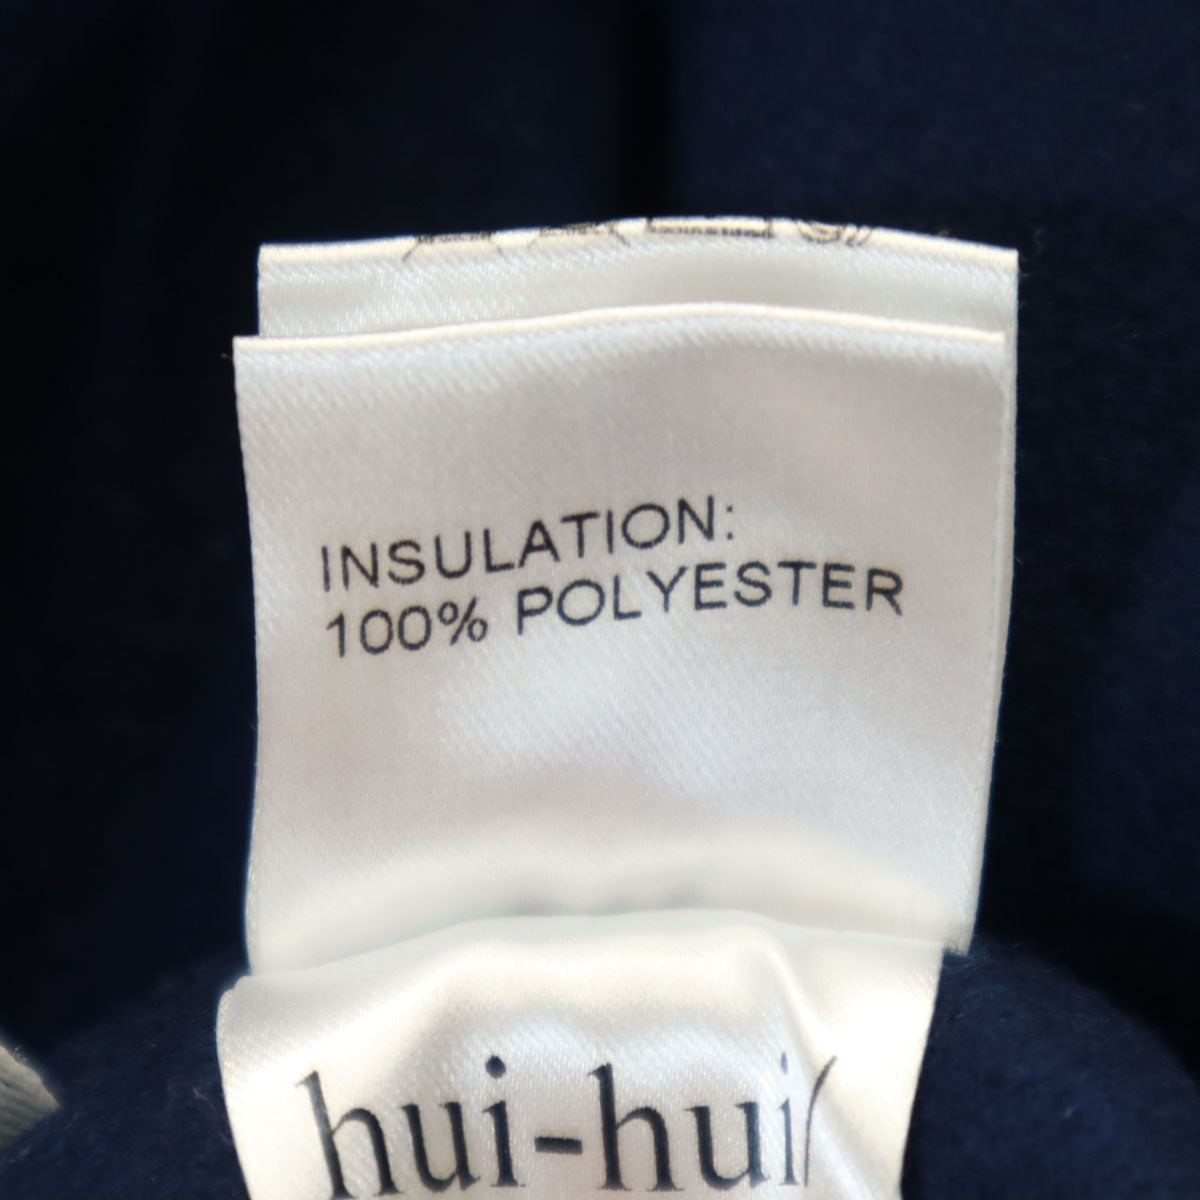 INSULATION:
100% POLYESTER
hui-hui/